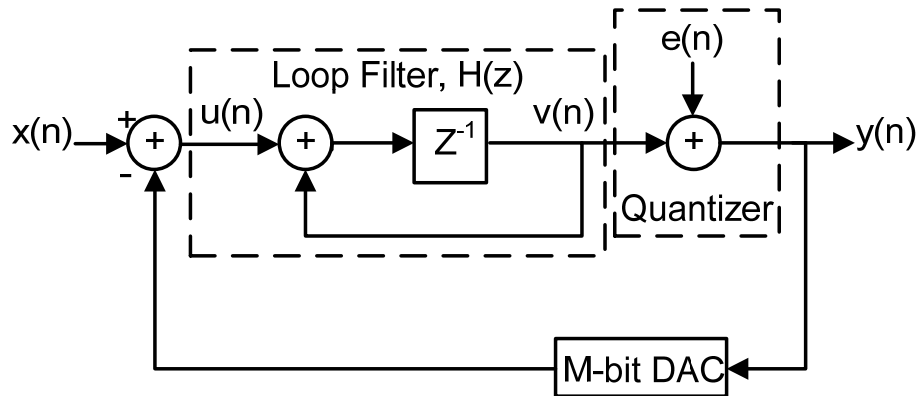 e(n)
Loop Filter, H(z)
x(n)
+
-
+
u(n)
+
Z-1
v(n)
+
y(n)
Quantizer
M-bit DAC